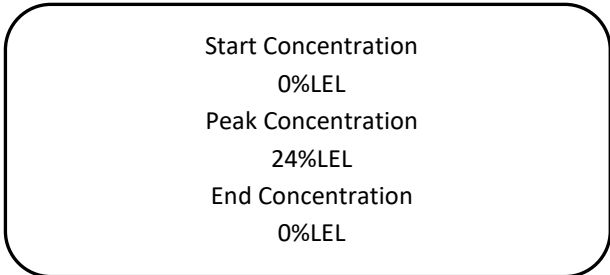 Start Concentration
0%LEL
Peak Concentration
24%LEL
End Concentration
0%LEL